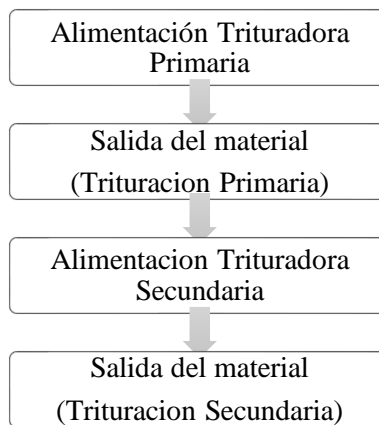 Alimentación Trituradora
Primaria
Salida del material
(Trituracion Primaria)
Alimentacion Trituradora
Secundaria
Salida del material
(Trituracion Secundaria)